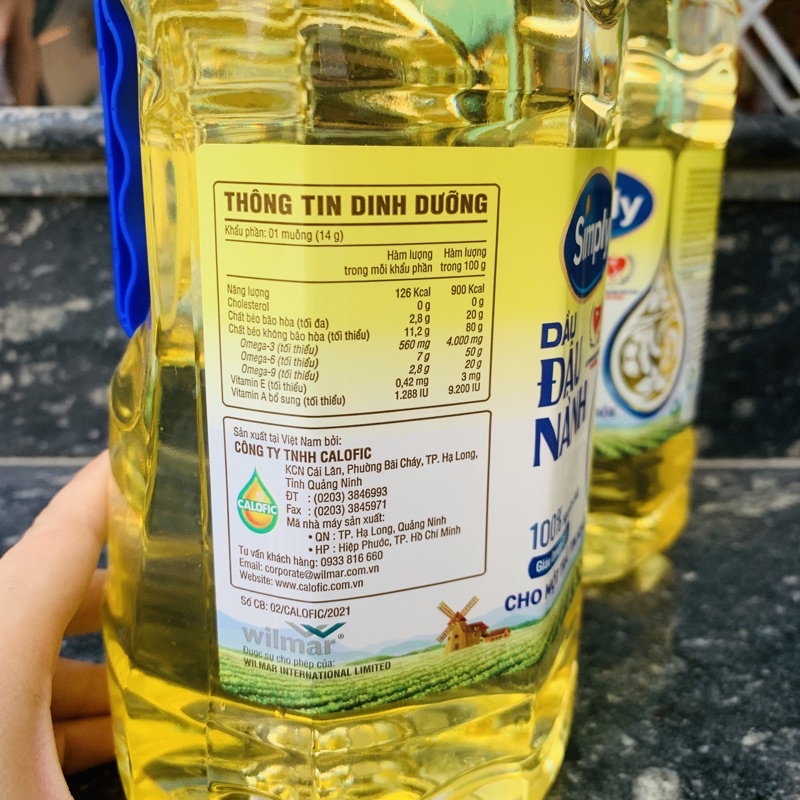 THÔNG TIN DINH DƯỠNG
Khẩu phần: 01 muỗng (14 g)
Hàm lượng trong mỗi khẩu phần
Hàm lượng trong 100 g
Năng lượng 126 Kcal 900 Kcal
Cholesterol 0 g 0 g
Chất béo bão hòa (tối đa) 2,8 g 20 g
Chất béo không bão hòa (tối thiểu) 11,2 g 80 g
Omega-3 (tối thiểu) 560 mg 4.000 mg
Omega-6 (tối thiểu) 7 g 50 g
Omega-9 (tối thiểu) 2,8 g 20 g
Vitamin E (tối thiểu) 0,42 mg 3 mg
Vitamin A bổ sung (tối thiểu) 1.288 IU 9.200 IU
Sản xuất tại Việt Nam bởi:
CÔNG TY TNHH CALOFIC
KCN Cái Lân, Phường Bãi Cháy, TP. Hạ Long,
Tỉnh Quảng Ninh
ĐT : (0203) 3846993
Fax : (0203) 3845971
Mã nhà máy sản xuất:
• QN : TP. Hạ Long, Quảng Ninh
• HP : Hiệp Phước, TP. Hồ Chí Minh
CALOFIC
Tư vấn khách hàng: 0933 816 660
Email: corporate@wilmar.com.vn
Website: www.calofic.com.vn
Số CB: 02/CALOFIC/2021
wilmar®
Được sự cho phép của:
WILMAR INTERNATIONAL LIMITED
Simply
DẦU
ĐẬU
NÀNH
100%
CHO MỘT
ly